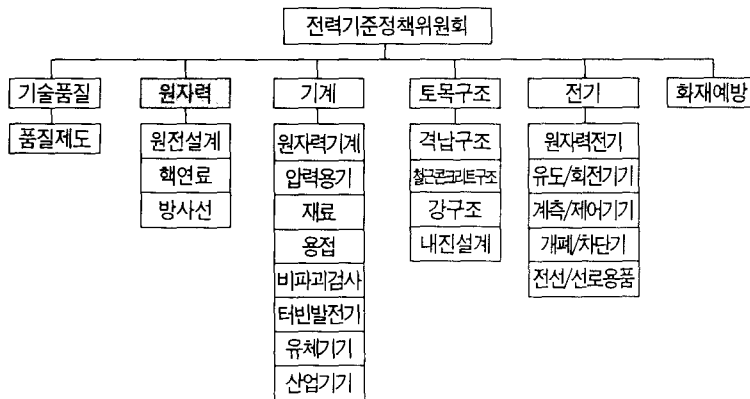 전력기준정책위원회
기술품질
품질제도
원자력
원전설계
핵연료
방사선
기계
원자력기계
압력용기
재료
용접
비파괴검사
터빈발전기
유체기기
산업기기
토목구조
격납구조
철근콘크리트구조
강구조
내진설계
전기
원자력전기
유도/회전기기
계측/제어기기
개폐/차단기
전선/선로용품
화재예방